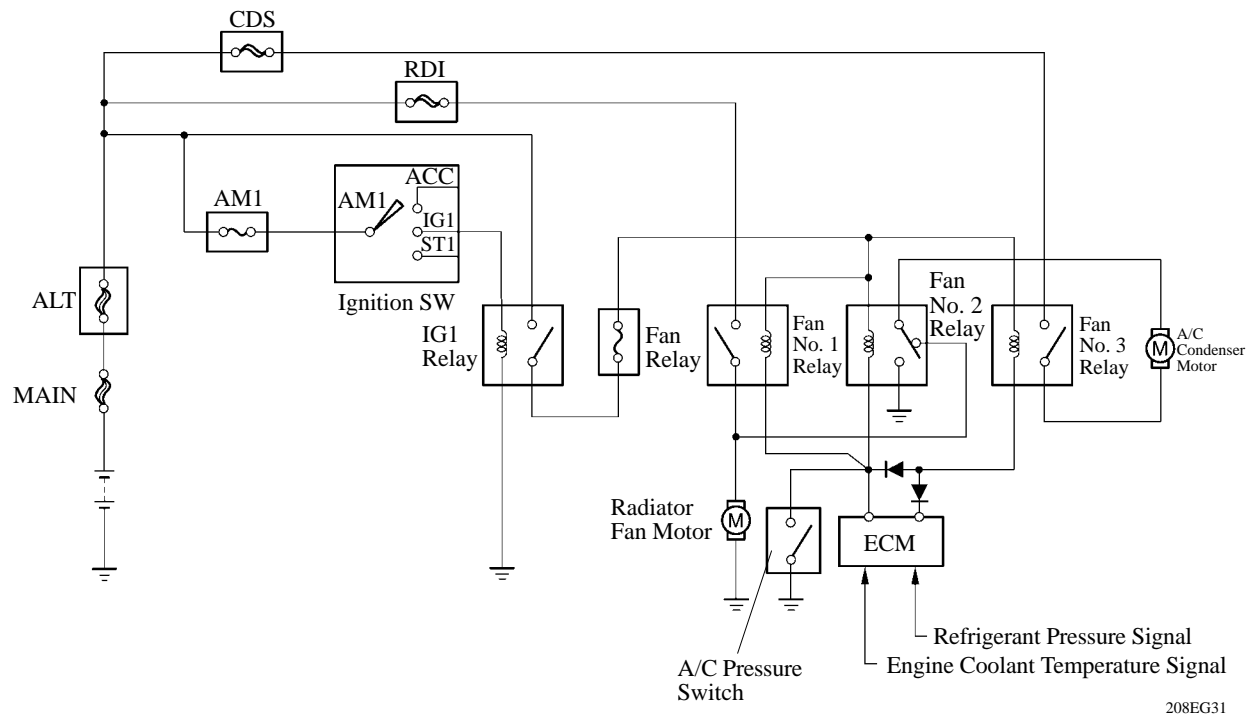 CDS
RDI
ACC
AM1
AM1
IG1
ST1
ALT
Ignition SW
MAIN
IG1
Relay
Fan
Relay
Fan
No. 1
Relay
Fan
No. 2
Relay
Fan
No. 3
Relay
M
A/C
Condenser
Motor
Radiator
Fan Motor
M
ECM
A/C Pressure
Switch
Refrigerant Pressure Signal
Engine Coolant Temperature Signal
208EG31